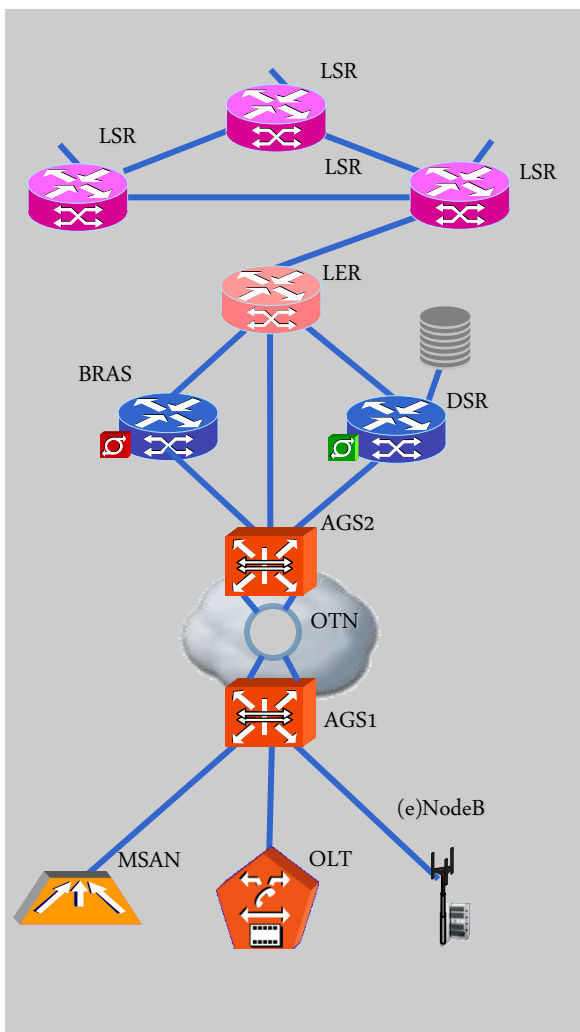 LSR
LSR
LSR
LSR
LER
BRAS
DSR
AGS2
OTN
AGS1
(e)NodeB
MSAN
OLT